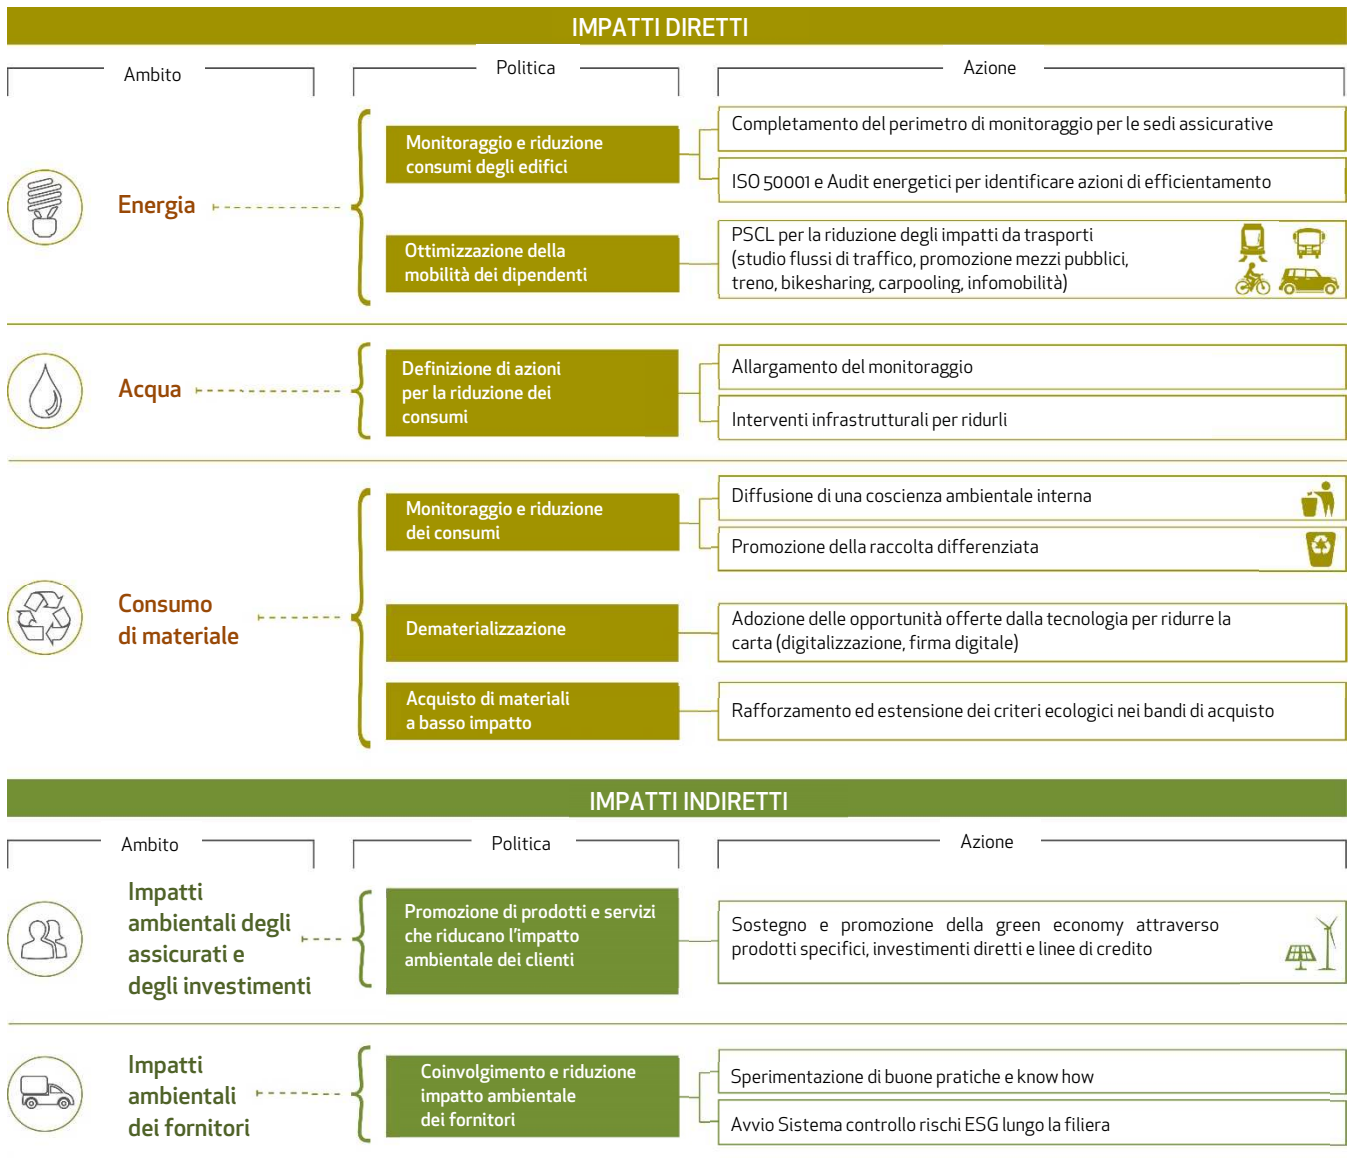 IMPATTI DIRETTI
Ambito
Politica
Azione
Energia
Monitoraggio e riduzione
consumi degli edifici
Completamento del perimetro di monitoraggio per le sedi assicurative
ISO 50001 e Audit energetici per identificare azioni di efficientamento
Ottimizzazione della
mobilità dei dipendenti
PSCL per la riduzione degli impatti da trasporti
(studio flussi di traffico, promozione mezzi pubblici,
treno, bikesharing, carpooling, infomobilità)
Acqua
Definizione di azioni
per la riduzione dei
consumi
Allargamento del monitoraggio
Interventi infrastrutturali per ridurli
Consumo
di materiale
Monitoraggio e riduzione
dei consumi
Diffusione di una coscienza ambientale interna
Promozione della raccolta differenziata
Dematerializzazione
Adozione delle opportunità offerte dalla tecnologia per ridurre la
carta (digitalizzazione, firma digitale)
Acquisto di materiali
a basso impatto
Rafforzamento ed estensione dei criteri ecologici nei bandi di acquisto
IMPATTI INDIRETTI
Ambito
Politica
Azione
Impatti
ambientali degli
assicurati e
degli investimenti
Promozione di prodotti e servizi
che riducano l'impatto
ambientale dei clienti
Sostegno e promozione della green economy attraverso
prodotti specifici, investimenti diretti e linee di credito
Impatti
ambientali
dei fornitori
Coinvolgimento e riduzione
impatto ambientale
dei fornitori
Sperimentazione di buone pratiche e know how
Avvio Sistema controllo rischi ESG lungo la filiera